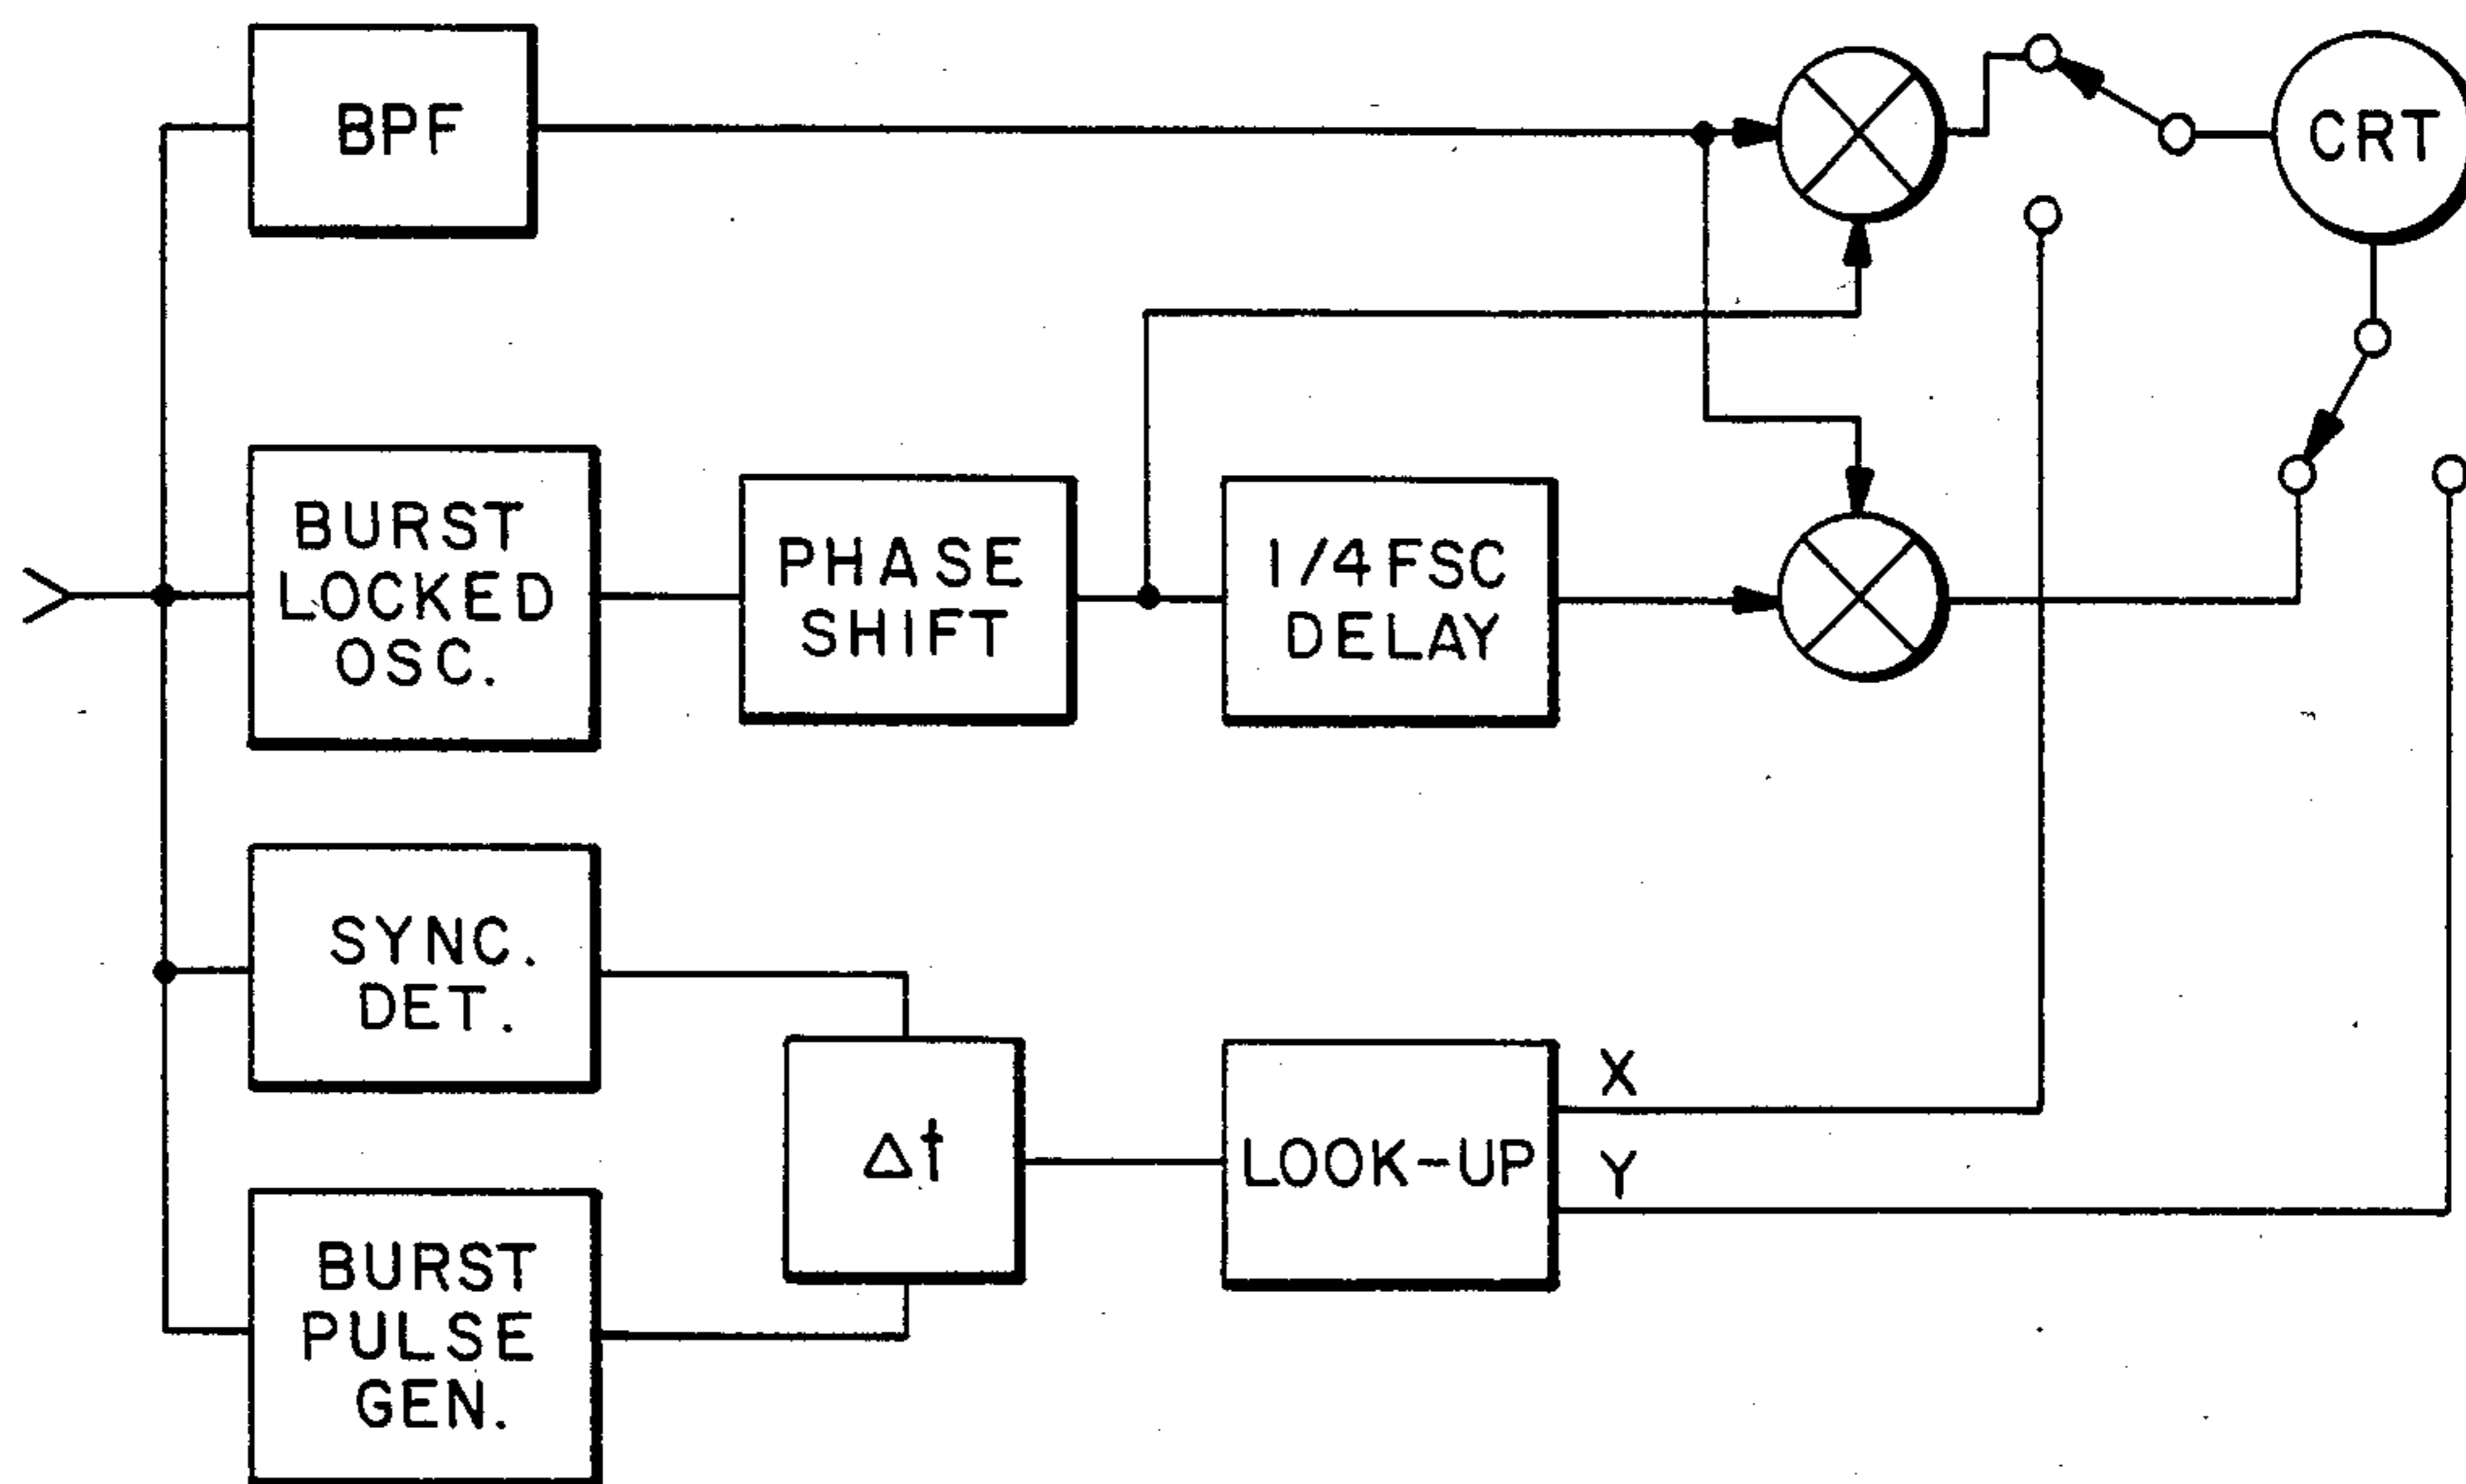 BPF
CRT
BURST
LOCKED
OSC.
PHASE
SHIFT
1/4 FSC
DELAY
SYNC.
DET.
Δt
LOOK-UP
X
Y
BURST
PULSE
GEN.